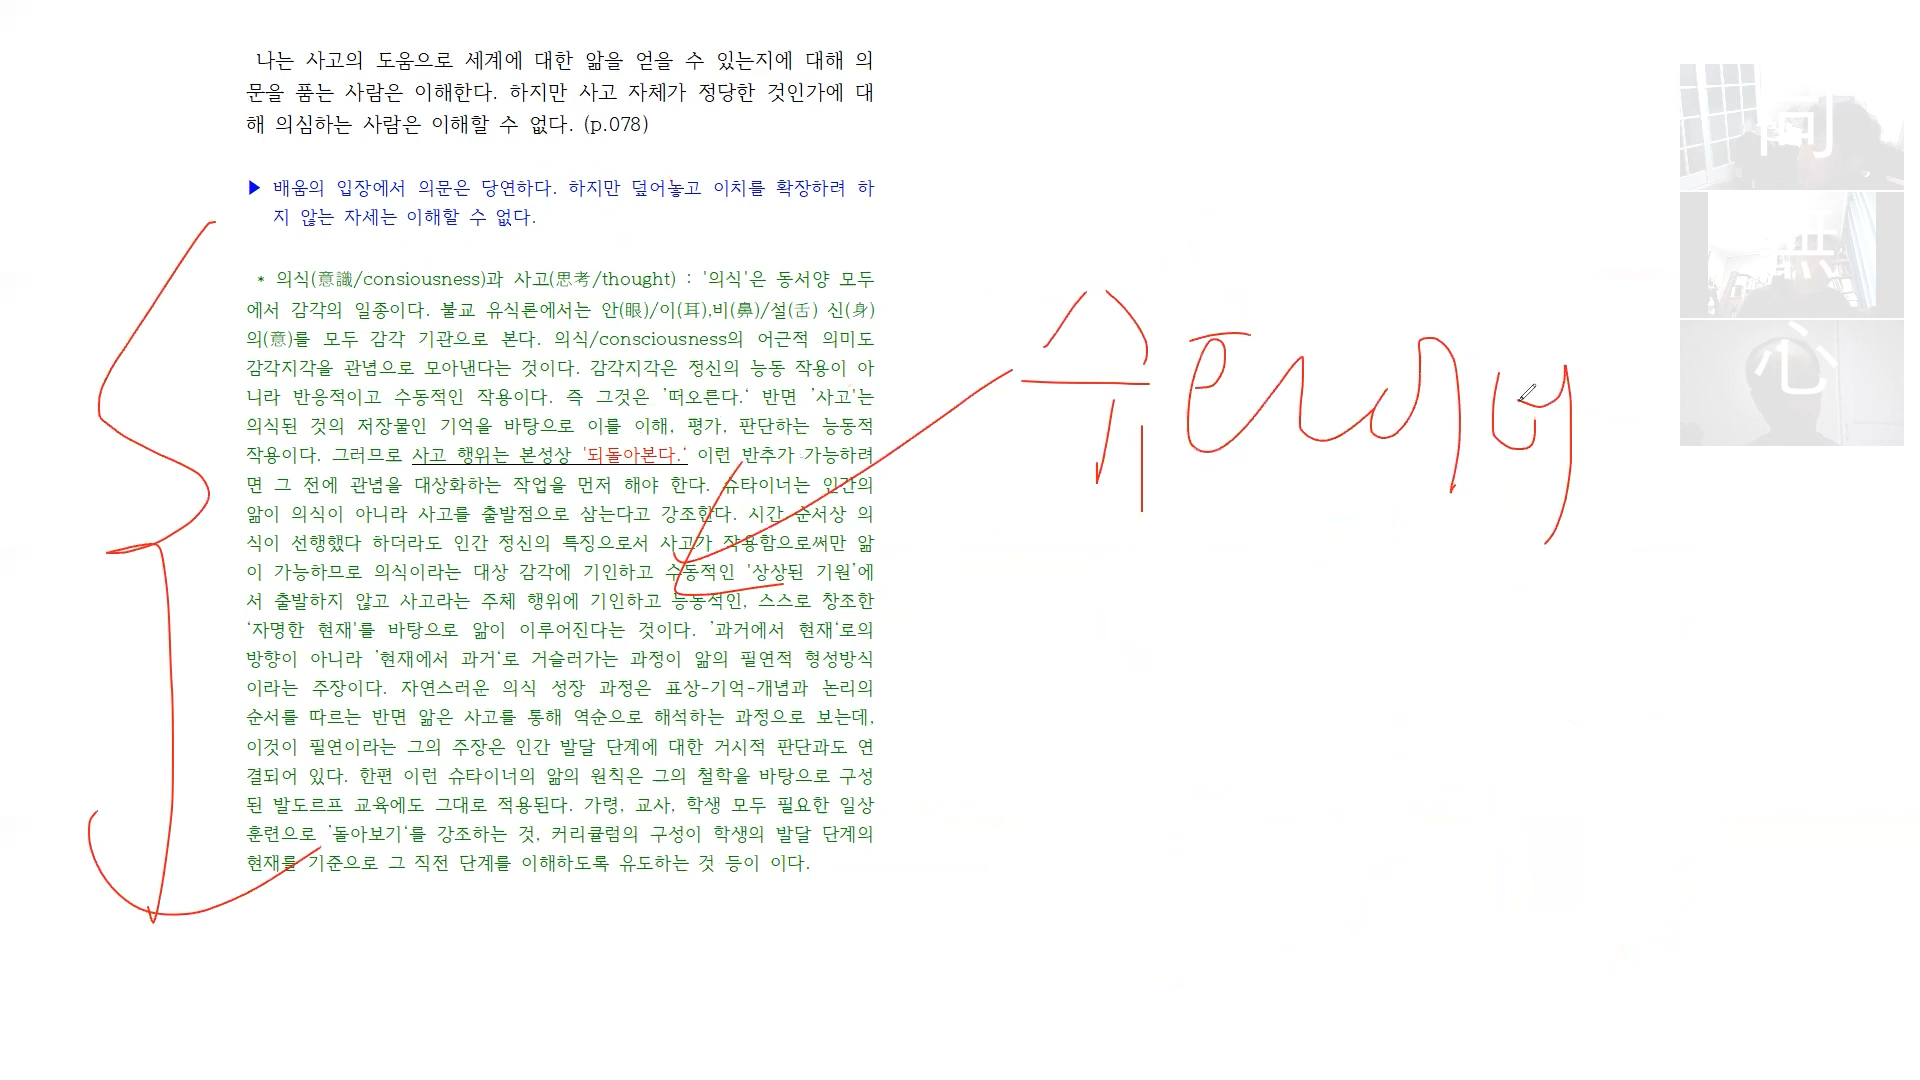 나는 사고의 도움으로 세계에 대한 앎을 얻을 수 있는지에 대해 의
문을 품는 사람은 이해한다. 하지만 사고 자체가 정당한 것인가에 대
해 의심하는 사람은 이해할 수 없다. (p.078)
▶ 배움의 입장에서 의문은 당연하다. 하지만 덮어놓고 이치를 확장하려 하
지 않는 자세는 이해할 수 없다.
* 의식(意識/consiousness)과 사고(思考/thought) : '의식'은 동서양 모두
에서 감각의 일종이다. 불교 유식론에서는 안(眼)/이(耳),비(鼻)/설(舌) 신(身)
의(意)를 모두 감각 기관으로 본다. 의식/consciousness의 어근적 의미도
감각지각을 관념으로 모아낸다는 것이다. 감각지각은 정신의 능동 작용이 아
니라 반응적이고 수동적인 작용이다. 즉 그것은 '떠오른다.‘ 반면 '사고'는
의식된 것의 저장물인 기억을 바탕으로 이를 이해, 평가, 판단하는 능동적
작용이다. 그러므로 사고 행위는 본성상 '되돌아본다.‘ 이런 반추가 가능하려
면 그 전에 관념을 대상화하는 작업을 먼저 해야 한다. 슈타이너는 인간의
앎이 의식이 아니라 사고를 출발점으로 삼는다고 강조한다. 시간 순서상 의
식이 선행했다 하더라도 인간 정신의 특징으로서 사고가 작용함으로써만 앎
이 가능하므로 의식이라는 대상 감각에 기인하고 수동적인 '상상된 기원'에
서 출발하지 않고 사고라는 주체 행위에 기인하고 능동적인, 스스로 창조한
‘자명한 현재'를 바탕으로 앎이 이루어진다는 것이다. '과거에서 현재‘로의
방향이 아니라 '현재에서 과거‘로 거슬러가는 과정이 앎의 필연적 형성방식
이라는 주장이다. 자연스러운 의식 성장 과정은 표상-기억-개념과 논리의
순서를 따르는 반면 앎은 사고를 통해 역순으로 해석하는 과정으로 보는데,
이것이 필연이라는 그의 주장은 인간 발달 단계에 대한 거시적 판단과도 연
결되어 있다. 한편 이런 슈타이너의 앎의 원칙은 그의 철학을 바탕으로 구성
된 발도르프 교육에도 그대로 적용된다. 가령, 교사, 학생 모두 필요한 일상
훈련으로 '돌아보기‘를 강조하는 것, 커리큘럼의 구성이 학생의 발달 단계의
현재를 기준으로 그 직전 단계를 이해하도록 유도하는 것 등이 이다.
問
無
心